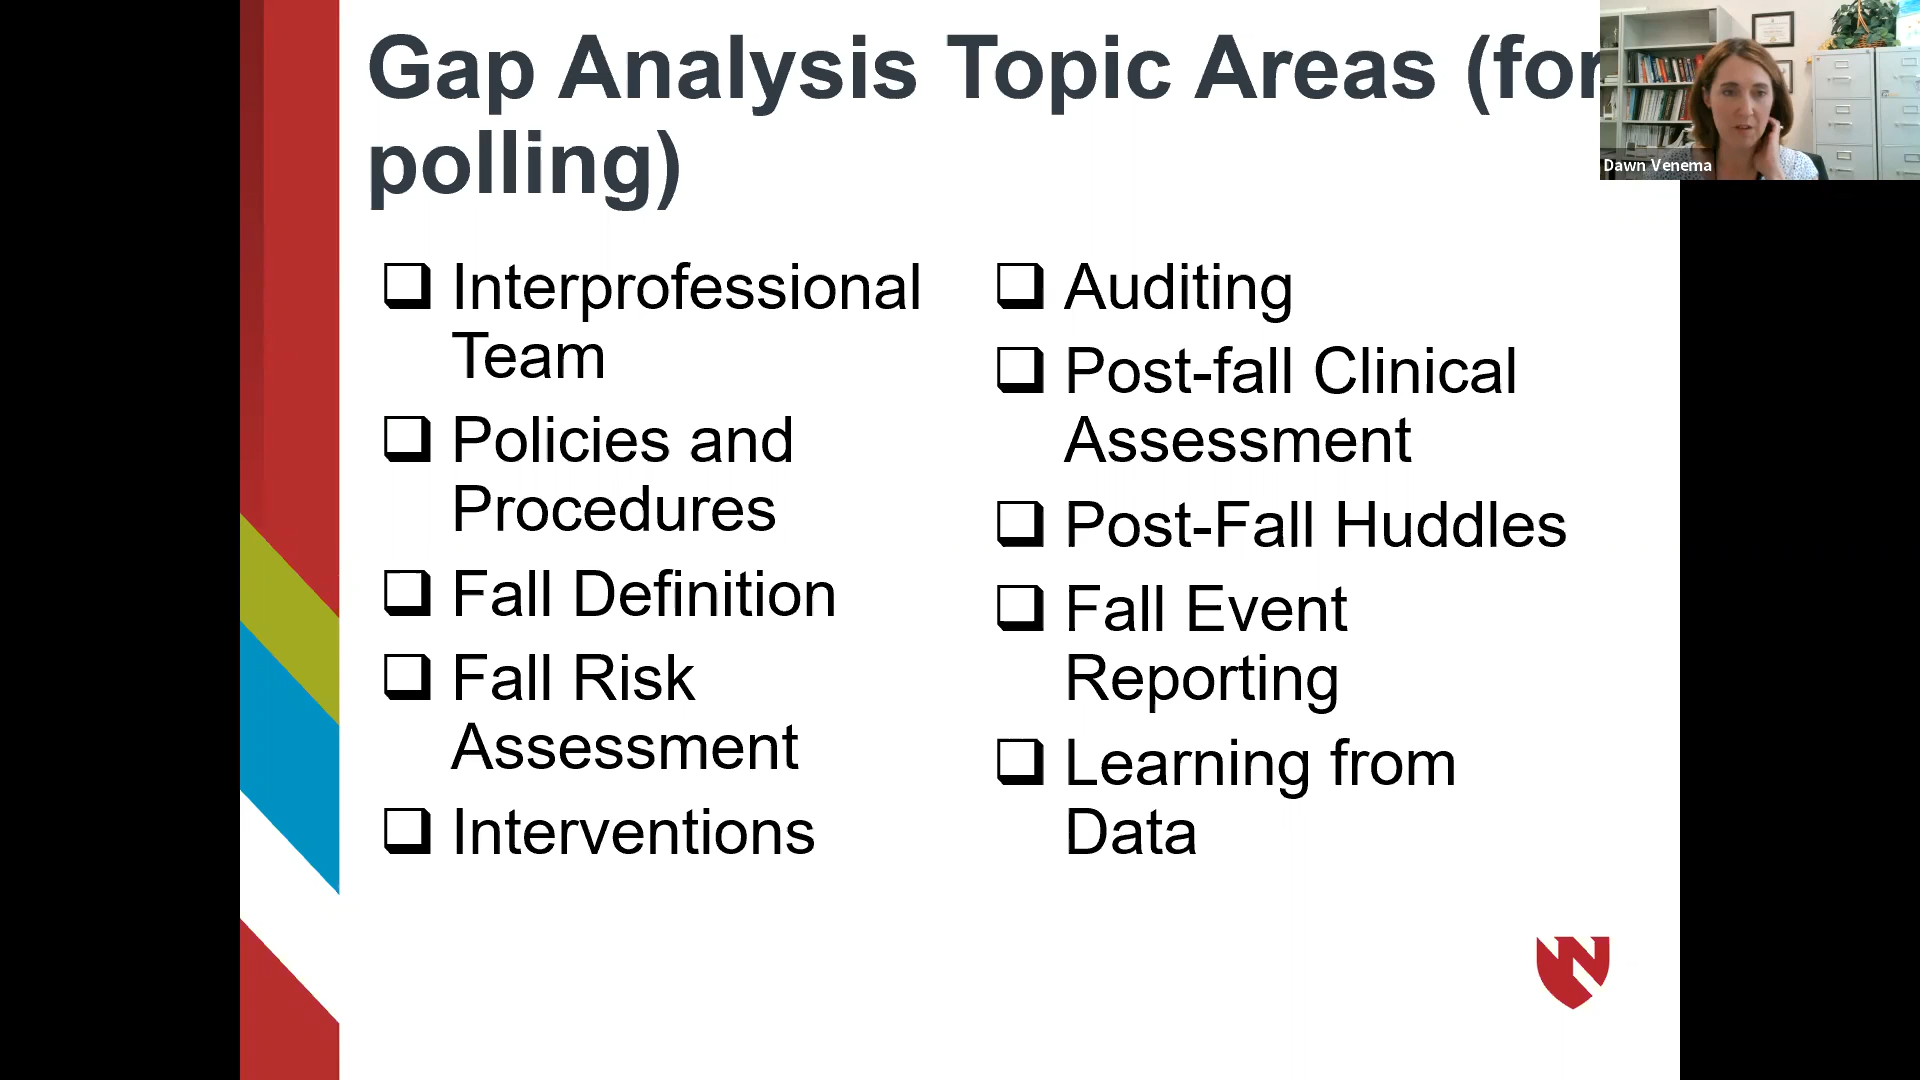 Gap Analysis Topic Areas (for
polling)
Interprofessional
Team
Policies and
Procedures
Fall Definition
Fall Risk
Assessment
Interventions
Auditing
Post-fall Clinical
Assessment
Post-Fall Huddles
Fall Event
Reporting
Learning from
Data
Dawn Venema